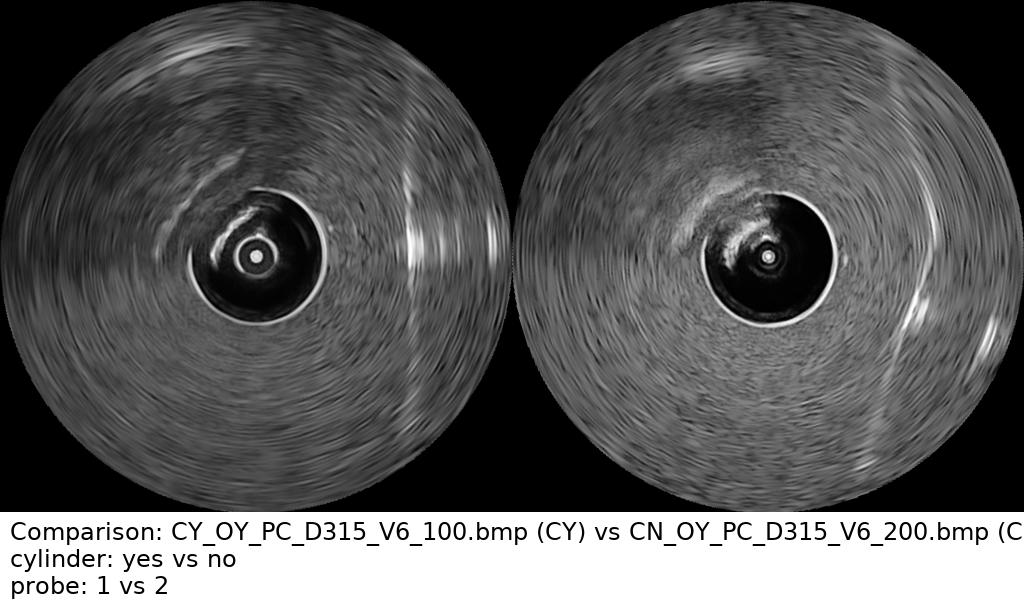 Comparison: CY_OY_PC_D315_V6_100.bmp (CY) vs CN_OY_PC_D315_V6_200.bmp (C
cylinder: yes vs no
probe: 1 vs 2